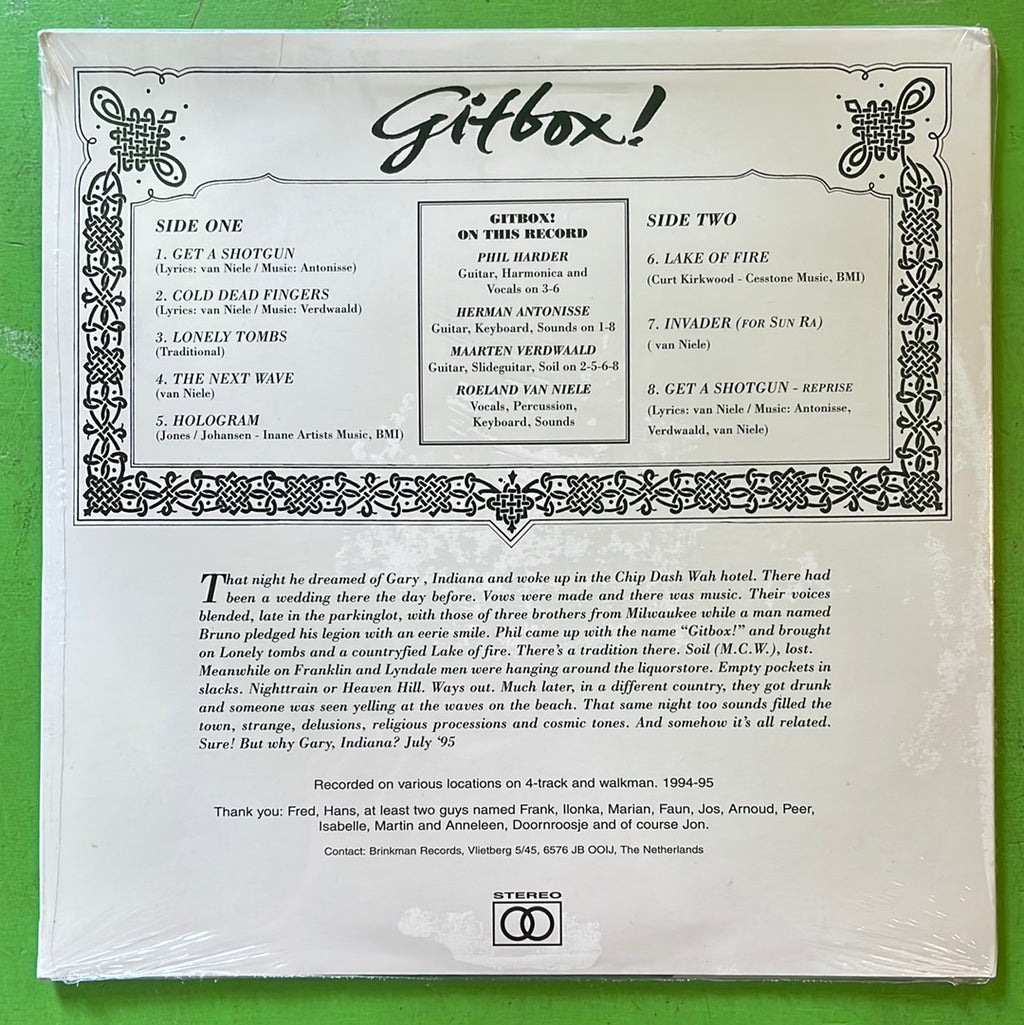 Gitbox!
SIDE ONE
1. GET A SHOTGUN
(Lyrics: van Niele / Music: Antonisse)
2. COLD DEAD FINGERS
(Lyrics: van Niele / Music: Verdwaald)
3. LONELY TOMBS
(Traditional)
4. THE NEXT WAVE
(van Niele)
5. HOLOGRAM
(Jones / Johansen - Inane Artists Music, BMI)
GITBOX!
ON THIS RECORD
PHIL HARDER
Guitar, Harmonica and
Vocals on 3-6
HERMAN ANTONISSE
Guitar, Keyboard, Sounds on 1-8
MAARTEN VERDWAALD
Guitar, Slideguitar, Soil on 2-5-6-8
ROELAND VAN NIELE
Vocals, Percussion,
Keyboard, Sounds
SIDE TWO
6. LAKE OF FIRE
(Curt Kirkwood - Cesstone Music, BMI)
7. INVADER (FOR SUN RA)
( van Niele)
8. GET A SHOTGUN - REPRISE
(Lyrics: van Niele / Music: Antonisse,
Verdwaald, van Niele)
That night he dreamed of Gary , Indiana and woke up in the Chip Dash Wah hotel. There had
been a wedding there the day before. Vows were made and there was music. Their voices
blended, late in the parkinglot, with those of three brothers from Milwaukee while a man named
Bruno pledged his legion with an eerie smile. Phil came up with the name “Gitbox!” and brought
on Lonely tombs and a countryfied Lake of fire. There’s a tradition there. Soil (M.C.W.), lost.
Meanwhile on Franklin and Lyndale men were hanging around the liquorstore. Empty pockets in
slacks. Nighttrain or Heaven Hill. Ways out. Much later, in a different country, they got drunk
and someone was seen yelling at the waves on the beach. That same night too sounds filled the
town, strange, delusions, religious processions and cosmic tones. And somehow it’s all related.
Sure! But why Gary, Indiana? July ‘95
Recorded on various locations on 4-track and walkman. 1994-95
Thank you: Fred, Hans, at least two guys named Frank, Ilonka, Marian, Faun, Jos, Arnoud, Peer,
Isabelle, Martin and Anneleen, Doornroosje and of course Jon.
Contact: Brinkman Records, Vlietberg 5/45, 6576 JB OOIJ, The Netherlands
STEREO